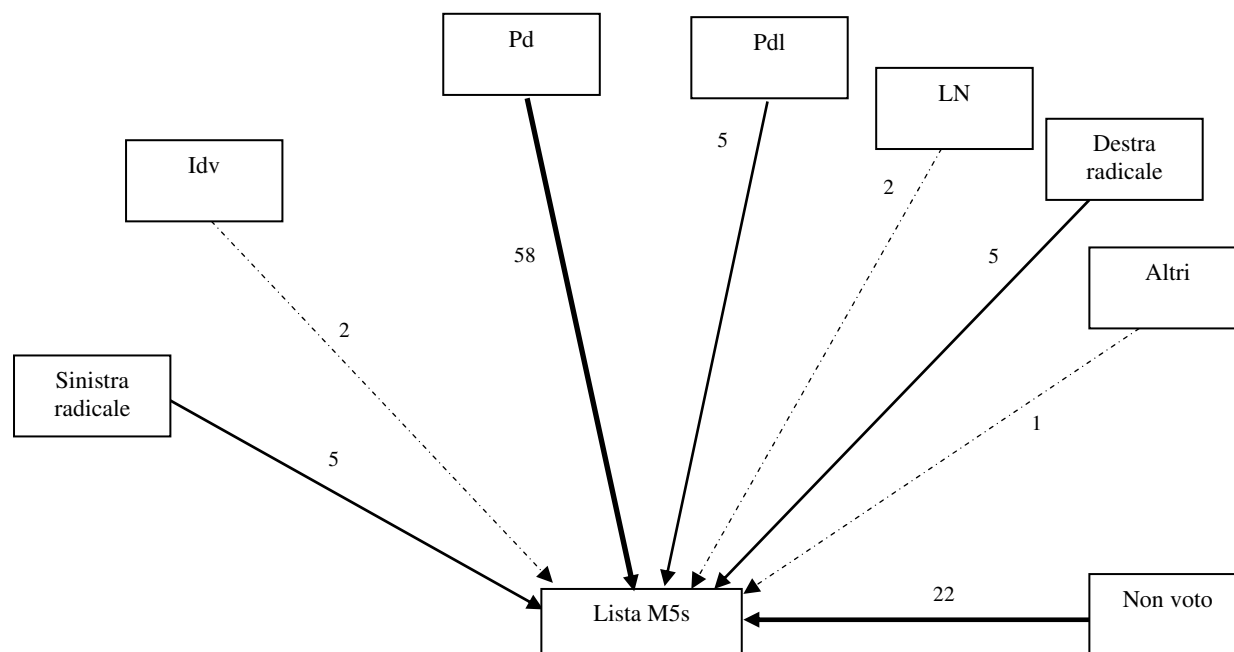 Pd
Pdl
LN
Destra
radicale
Idv
5
2
58
5
Altri
2
Sinistra
radicale
1
5
22
Lista M5s
Non voto